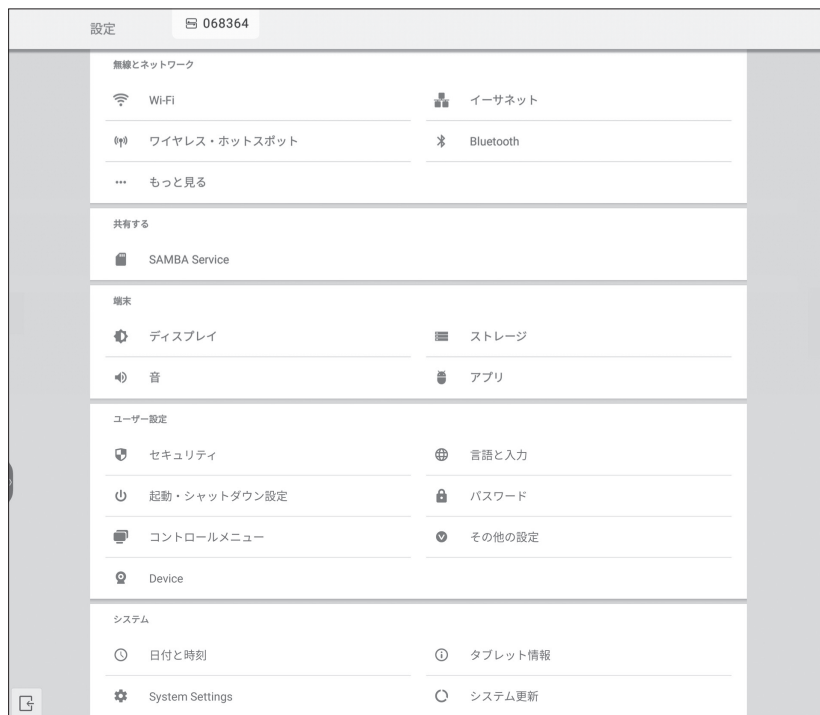 設定
068364
無線とネットワーク
Wi-Fi
イーサネット
ワイヤレス・ホットスポット
Bluetooth
もっと見る
共有する
SAMBA Service
端末
ディスプレイ
ストレージ
音
アプリ
ユーザー設定
セキュリティ
言語と入力
起動・シャットダウン設定
パスワード
コントロールメニュー
その他の設定
Device
システム
日付と時刻
タブレット情報
System Settings
システム更新